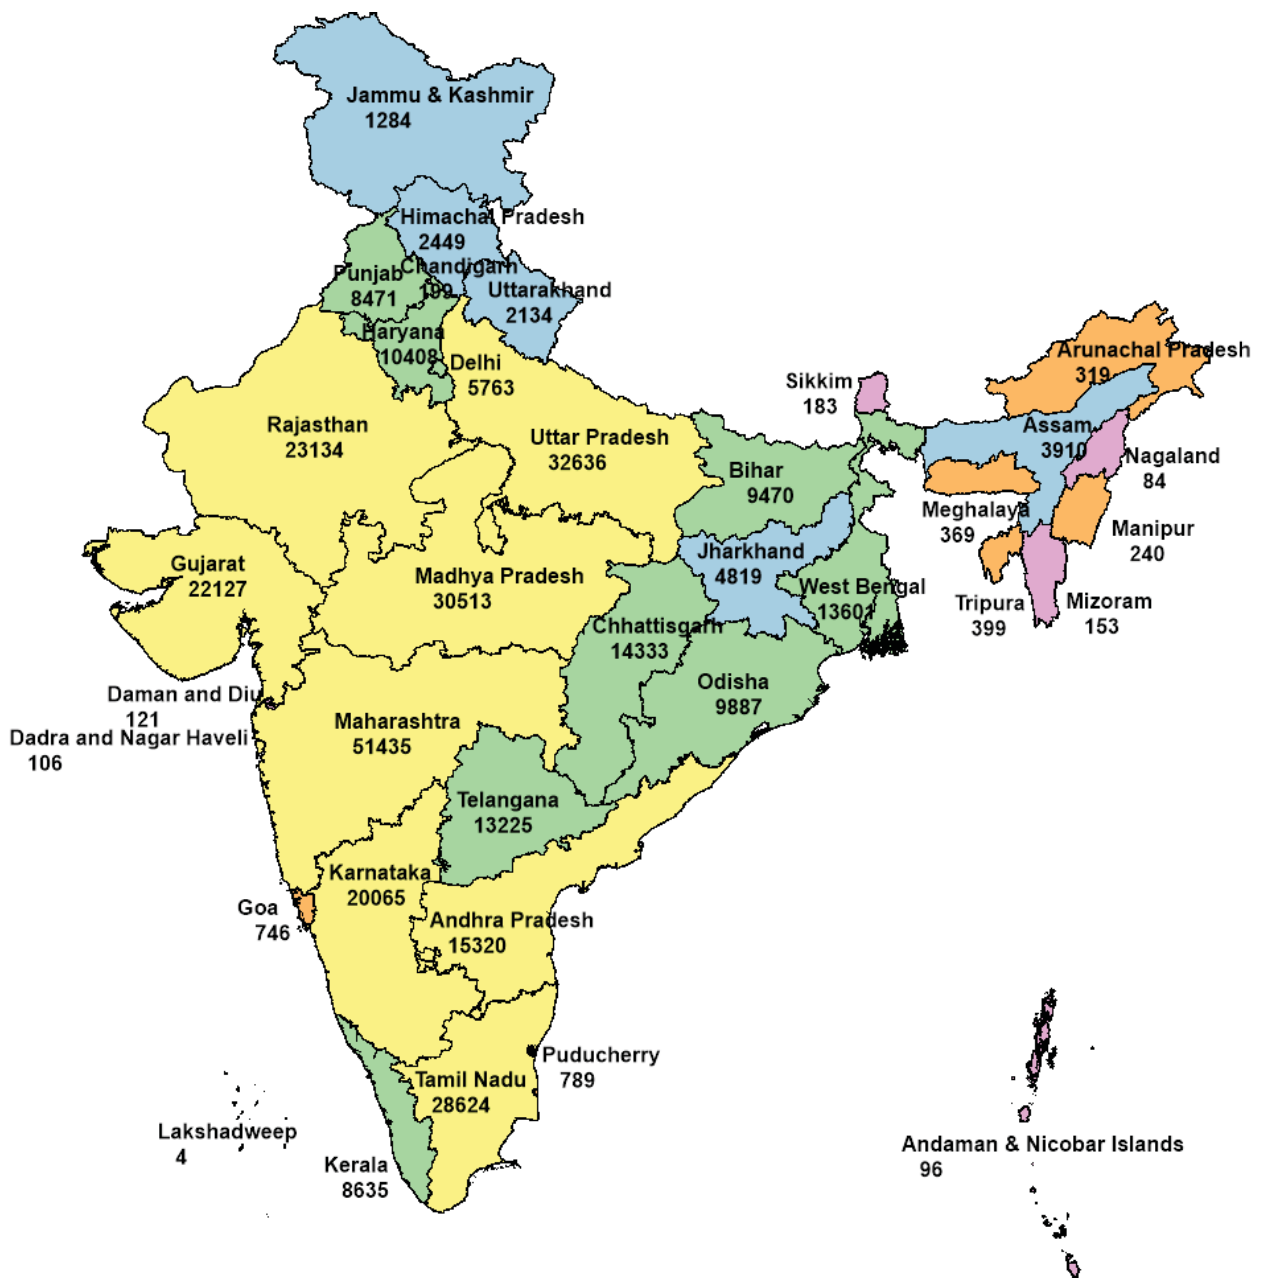 Jammu & Kashmir
1284
Himachal Pradesh
2449
Punjab
8471
Chandigarh
199
Uttarakhand
2134
Haryana
10408
Delhi
5763
Arunachal Pradesh
319
Sikkim
183
Rajasthan
23134
Uttar Pradesh
32636
Assam
3910
Nagaland
84
Bihar
9470
Meghalaya
369
Manipur
240
Gujarat
22127
Madhya Pradesh
30513
Jharkhand
4819
West Bengal
13601
Tripura
399
Mizoram
153
Chhattisgarh
14333
Odisha
9887
Daman and Diu
121
Dadra and Nagar Haveli
106
Maharashtra
51435
Telangana
13225
Karnataka
20065
Goa
746
Andhra Pradesh
15320
Puducherry
789
Tamil Nadu
28624
Lakshadweep
4
Kerala
8635
Andaman & Nicobar Islands
96